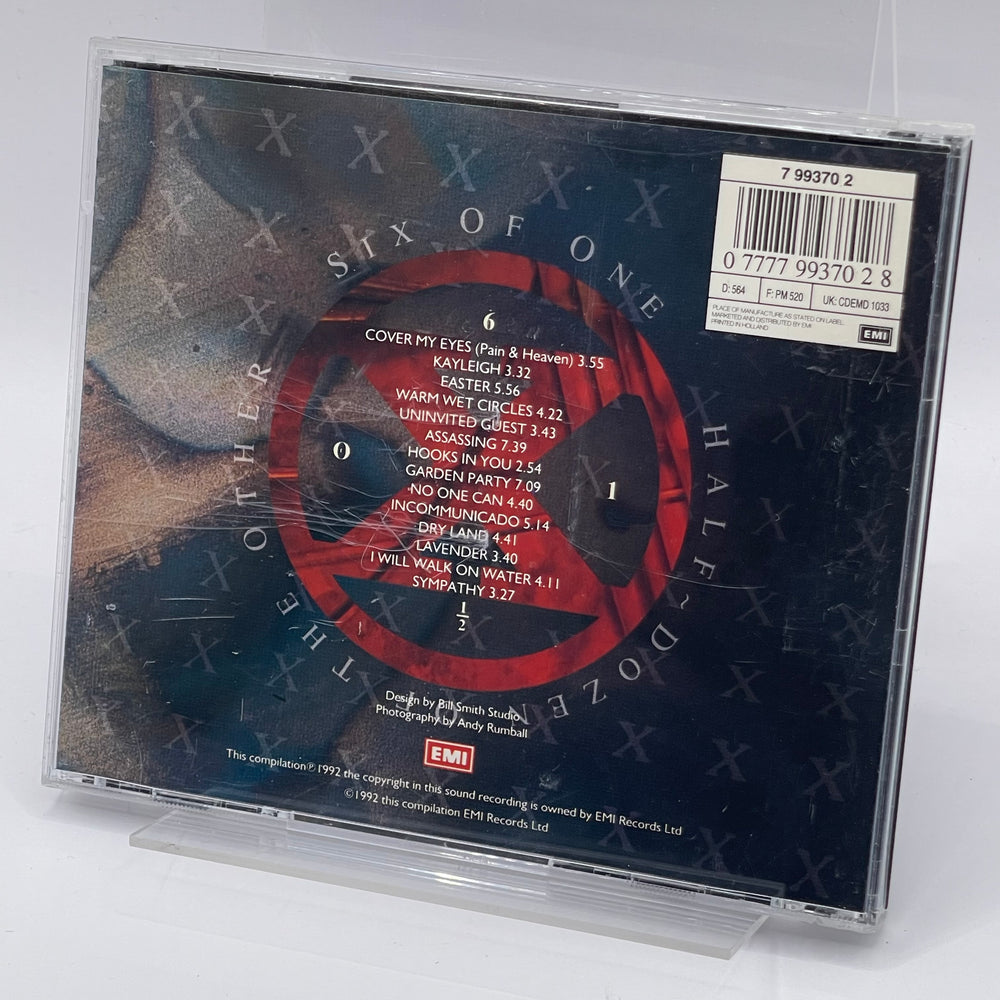 7 99370 2
0 7777 99370 2 8
D: 564 F: PM 520 UK: CDEMD 1033
PLACE OF MANUFACTURE AS STATED ON LABEL.
MARKETED AND DISTRIBUTED BY EMI
PRINTED IN HOLLAND
EMI
SIX OF ONE HALF~DOZEN OF THE OTHER
6
COVER MY EYES (Pain & Heaven) 3.55
KAYLEIGH 3.32
EASTER 5.56
WARM WET CIRCLES 4.22
UNINVITED GUEST 3.43
ASSASSING 7.39
HOOKS IN YOU 2.54
GARDEN PARTY 7.09
NO ONE CAN 4.40
INCOMMUNICADO 5.14
DRY LAND 4.41
LAVENDER 3.40
I WILL WALK ON WATER 4.11
SYMPATHY 3.27
0
1
1
2
Design by Bill Smith Studio
Photography by Andy Rumball
EMI
This compilation ℗ 1992 the copyright in this sound recording is owned by EMI Records Ltd
© 1992 this compilation EMI Records Ltd